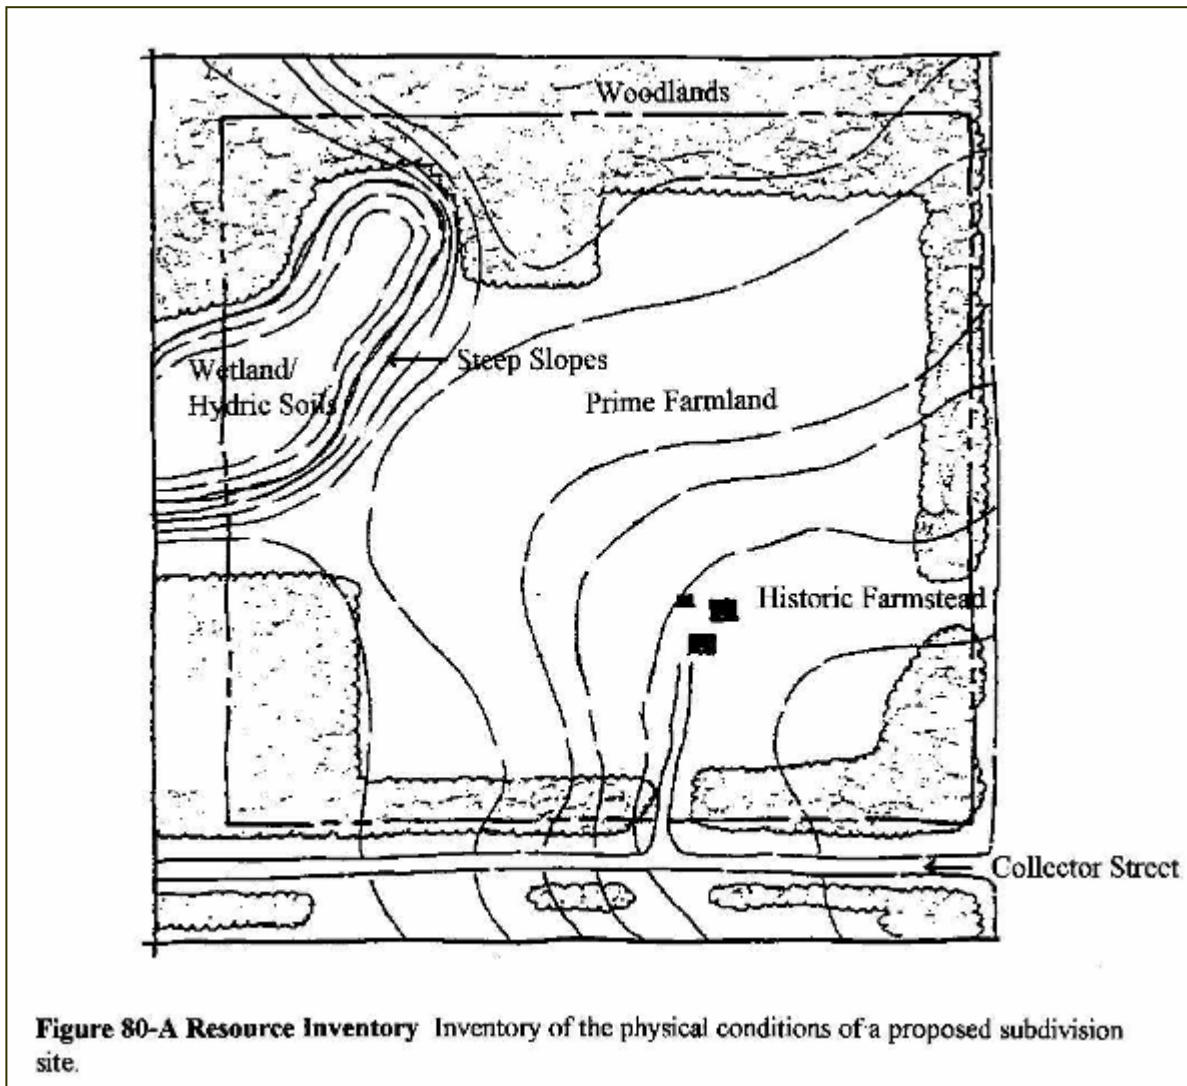 Woodlands
Steep Slopes
Wetland/
Hydric Soils
Prime Farmland
Historic Farmstead
Collector Street
Figure 80-A Resource Inventory Inventory of the physical conditions of a proposed subdivision
site.